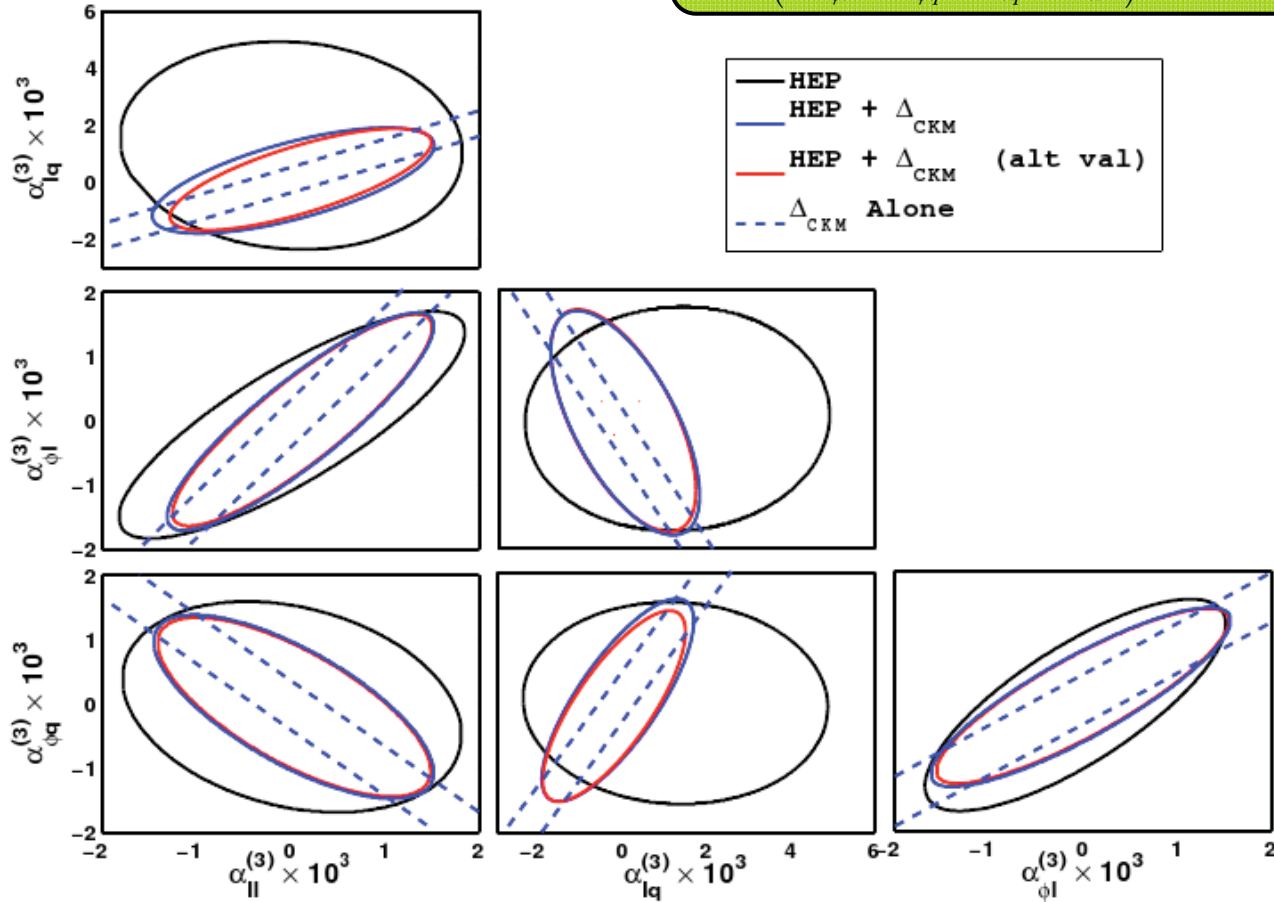 HEP
HEP + Δ_CKM
HEP + Δ_CKM (alt val)
Δ_CKM Alone
α_lq^(3) × 10^3
6
4
2
0
−2
α_ϕl^(3) × 10^3
2
1
0
−1
−2
α_ϕq^(3) × 10^3
2
1
0
−1
−2
−2 −1 0 1 2
α_ll^(3) × 10^3
0 2 4 6
α_lq^(3) × 10^3
−2 −1 0 1 2
α_ϕl^(3) × 10^3